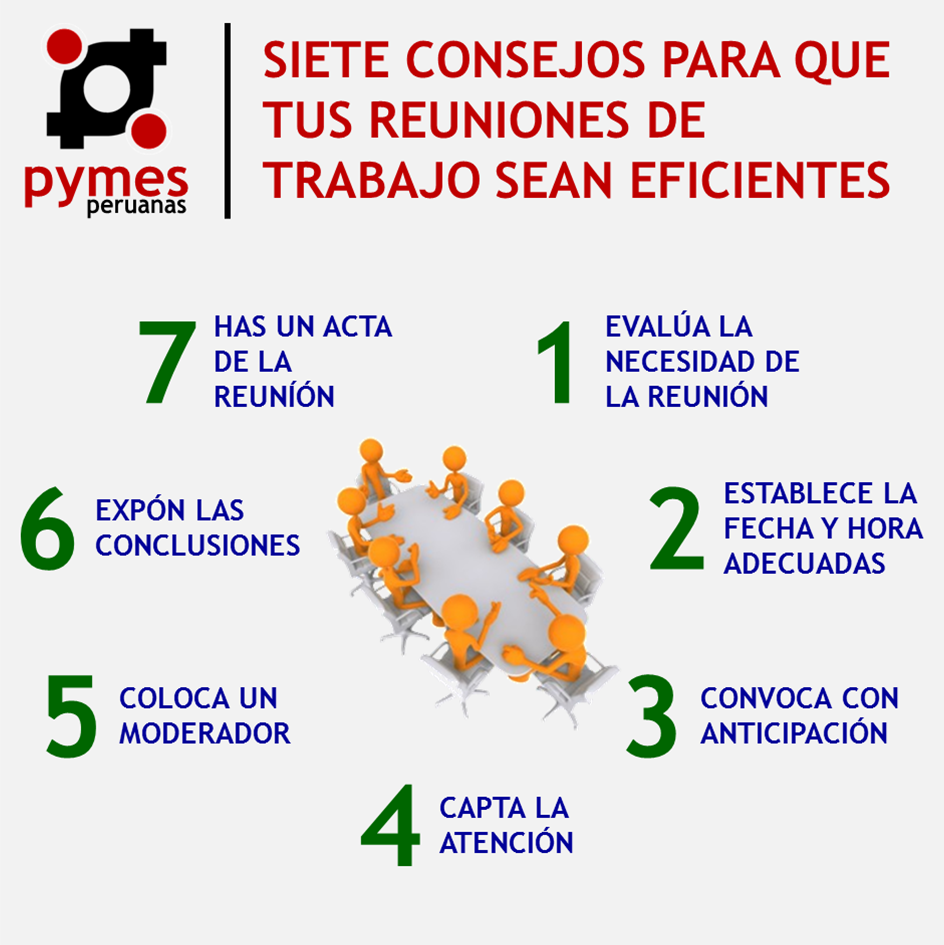 pymes
peruanas
SIETE CONSEJOS PARA QUE
TUS REUNIONES DE
TRABAJO SEAN EFICIENTES
1
EVALÚA LA
NECESIDAD DE
LA REUNIÓN
2
ESTABLECE LA
FECHA Y HORA
ADECUADAS
3
CONVOCA CON
ANTICIPACIÓN
4
CAPTA LA
ATENCIÓN
5
COLOCA UN
MODERADOR
6
EXPÓN LAS
CONCLUSIONES
7
HAS UN ACTA
DE LA
REUNÍÓN